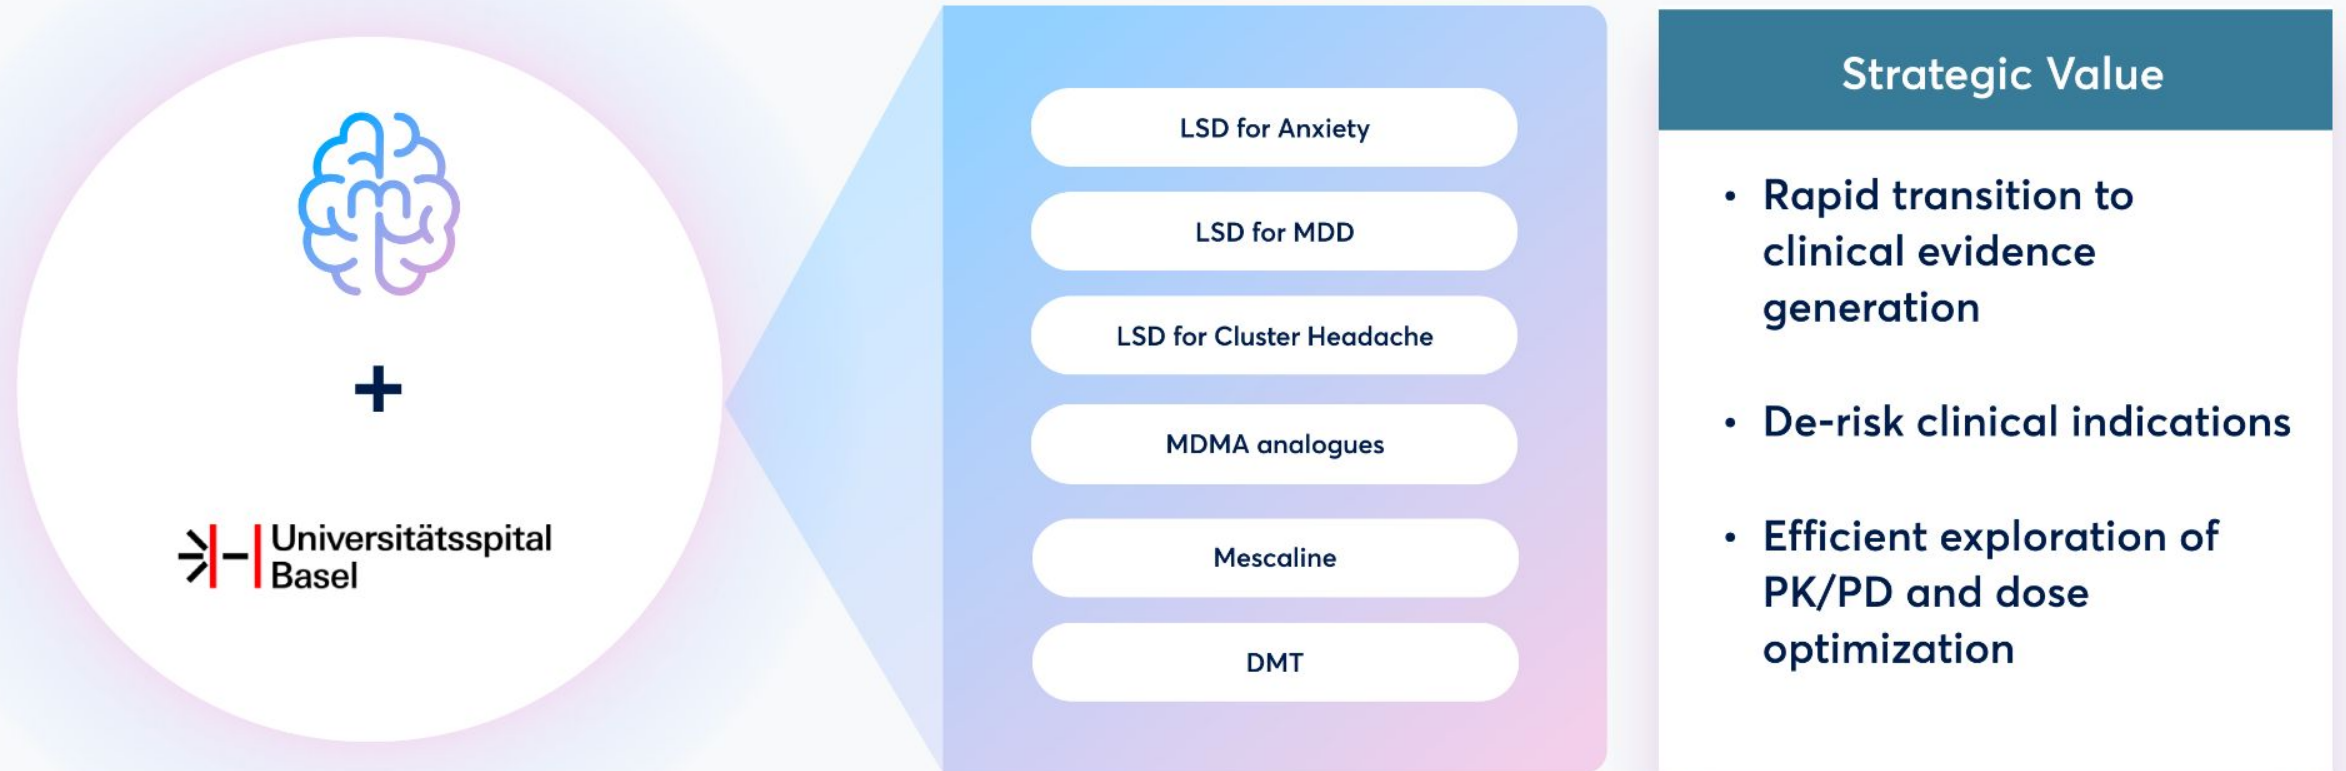 +
Universitätsspital
Basel
LSD for Anxiety
LSD for MDD
LSD for Cluster Headache
MDMA analogues
Mescaline
DMT
Strategic Value
• Rapid transition to
clinical evidence
generation
• De-risk clinical indications
• Efficient exploration of
PK/PD and dose
optimization